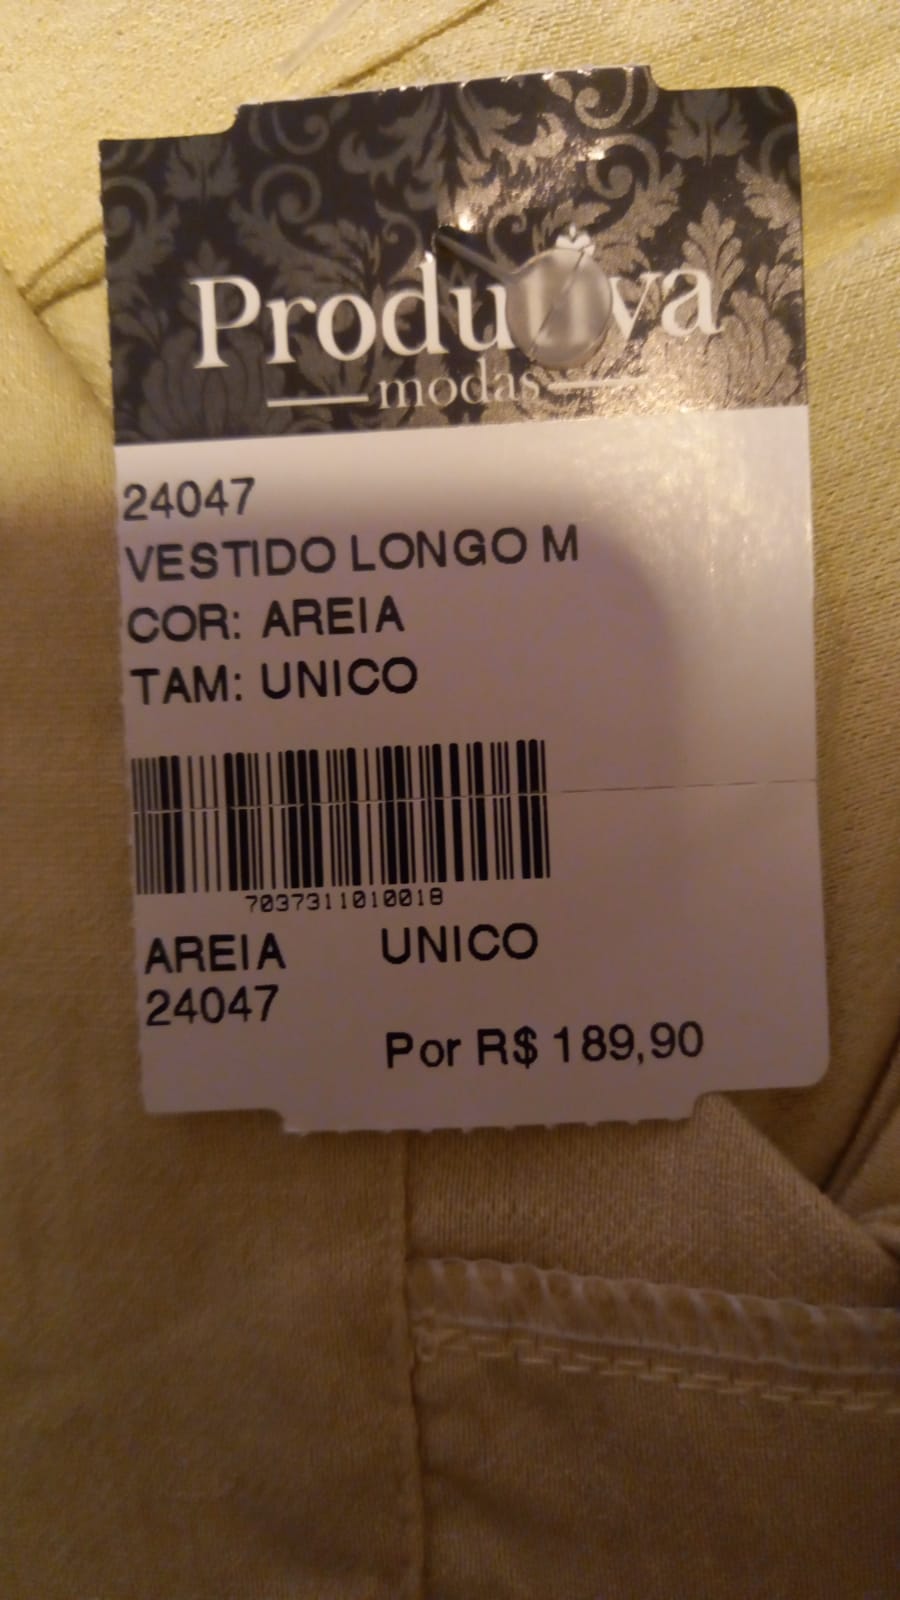 modas
24047
VESTIDO LONGO M
COR: AREIA
TAM: UNICO
7037311010018
AREIA UNICO
24047
Por R$ 189,90